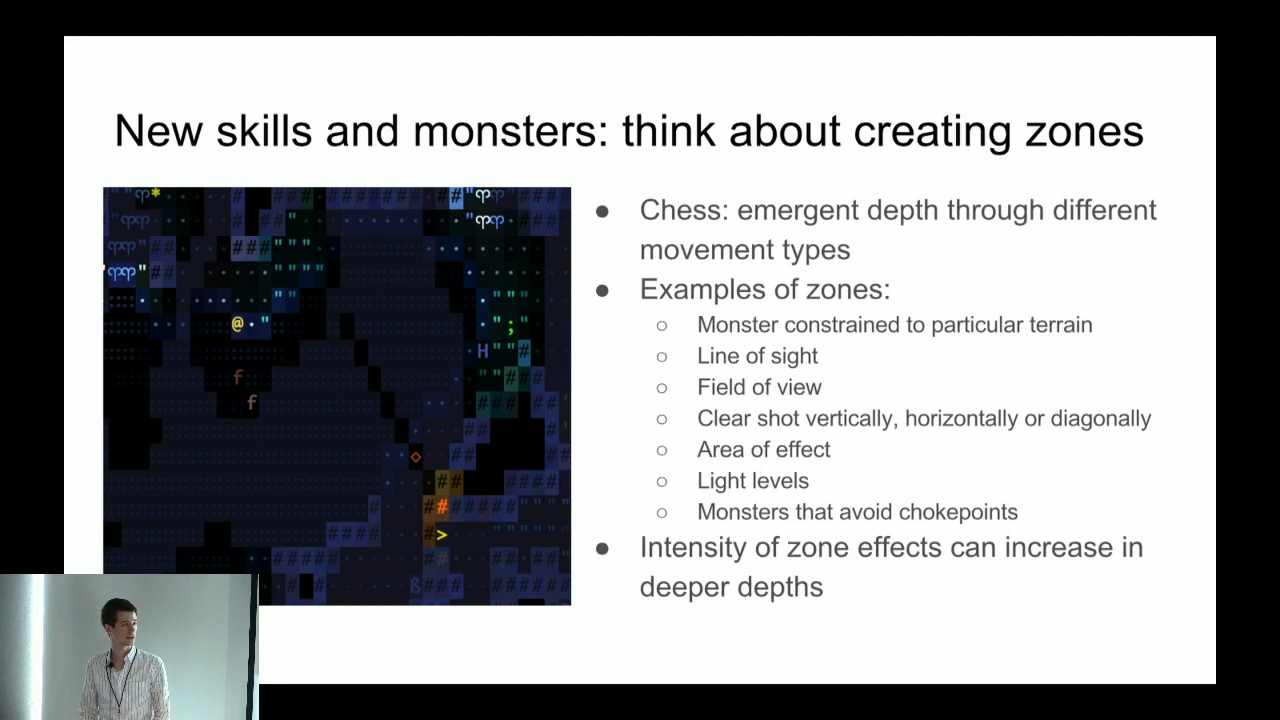 New skills and monsters: think about creating zones
● Chess: emergent depth through different
movement types
● Examples of zones:
○ Monster constrained to particular terrain
○ Line of sight
○ Field of view
○ Clear shot vertically, horizontally or diagonally
○ Area of effect
○ Light levels
○ Monsters that avoid chokepoints
● Intensity of zone effects can increase in
deeper depths